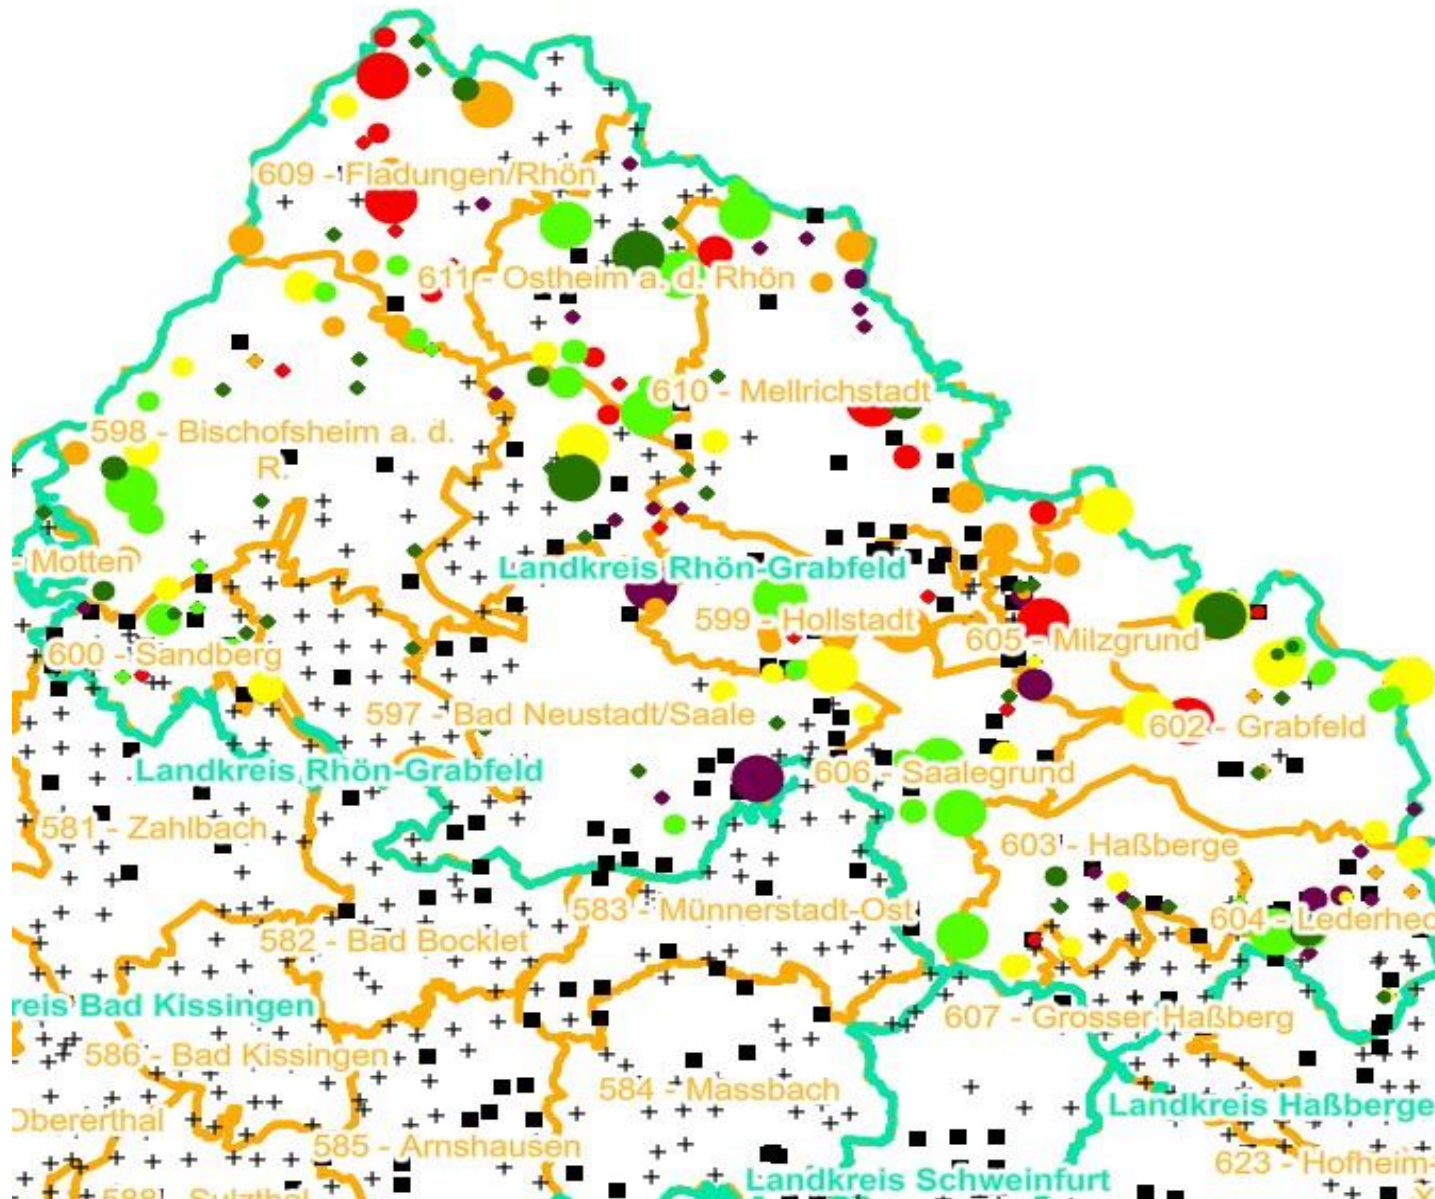 609 - Fladungen/Rhön
611 - Ostheim a. d. Rhön
610 - Mellrichstadt
598 - Bischofsheim a. d.
R.
- Motten
Landkreis Rhön-Grabfeld
599 - Hollstadt
605 - Milzgrund
600 - Sandberg
597 - Bad Neustadt/Saale
602 - Grabfeld
Landkreis Rhön-Grabfeld
606 - Saalegrund
581 - Zahlbach
603 - Haßberge
583 - Münnerstadt-Ost
604 - Lederhec
582 - Bad Bocklet
reis Bad Kissingen
607 - Grosser Haßberg
586 - Bad Kissingen
584 - Massbach
Landkreis Haßberge
Obererthal
585 - Arnshausen
623 - Hofheim-
Landkreis Schweinfurt
588 - Sulzthal